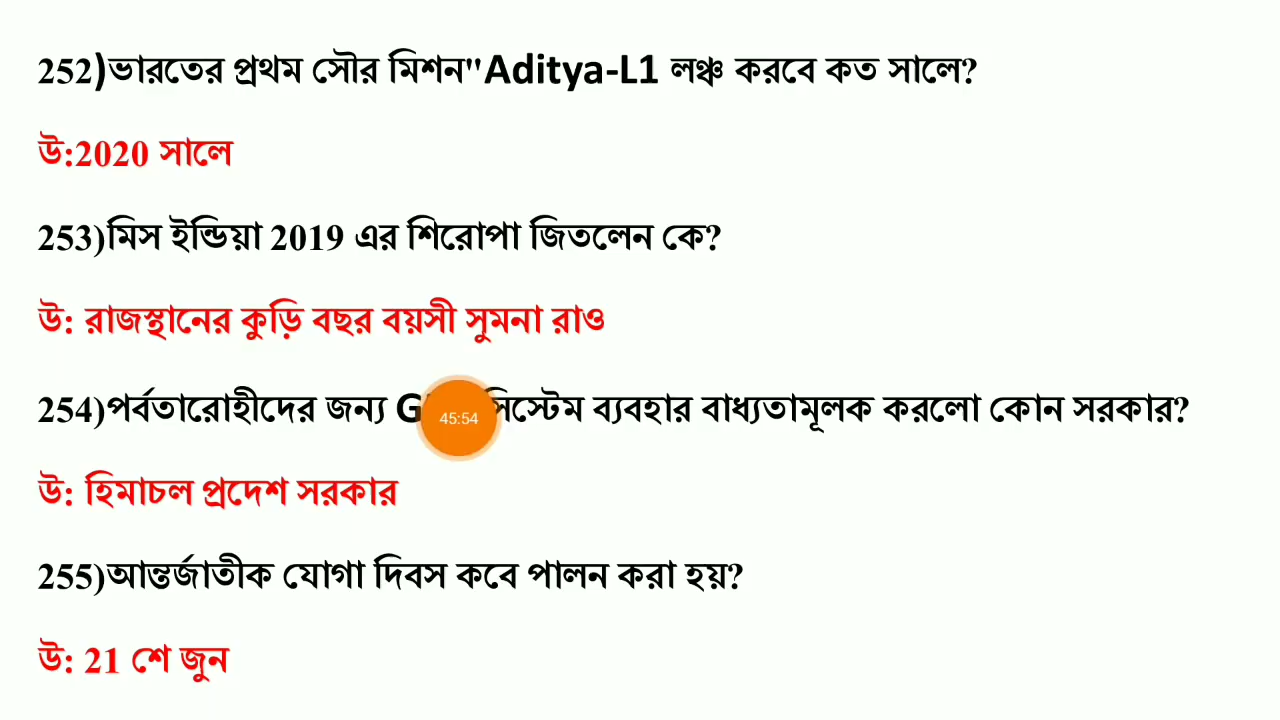 252)ভারতের প্রথম সৌর মিশন"Aditya-L1 লঞ্চ করবে কত সালে?
উ:2020 সালে
253)মিস ইন্ডিয়া 2019 এর শিরোপা জিতলেন কে?
উ: রাজস্থানের কুড়ি বছর বয়সী সুমনা রাও
254)পর্বতারোহীদের জন্য সিস্টেম ব্যবহার বাধ্যতামূলক করলো কোন সরকার?
45:54
উ: হিমাচল প্রদেশ সরকার
255)আন্তর্জাতীক যোগা দিবস কবে পালন করা হয়?
উ: 21 শে জুন